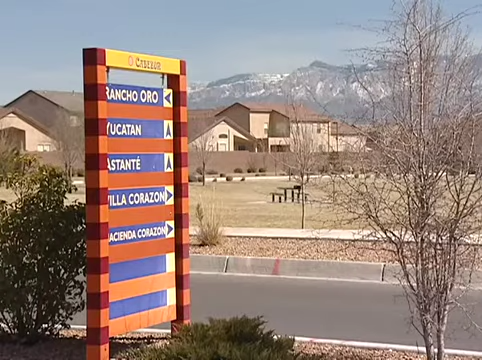 CABEZON
RANCHO ORO
YUCATAN
ASTANTÉ
VILLA CORAZON
HACIENDA CORAZON